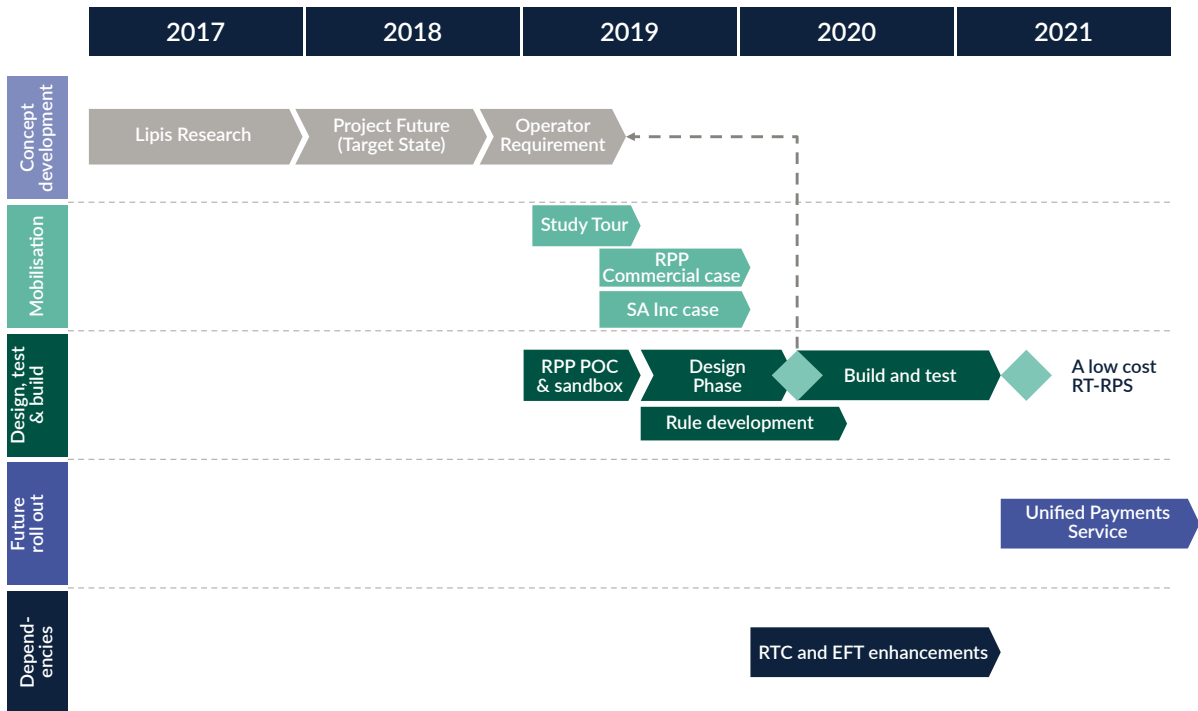 2017
2018
2019
2020
2021
Concept
development
Lipis Research
Project Future
(Target State)
Operator
Requirement
Mobilisation
Study Tour
RPP
Commercial case
SA Inc case
Design, test
& build
RPP POC
& sandbox
Design
Phase
Build and test
A low cost
RT-RPS
Rule development
Future
roll out
Unified Payments
Service
Depend-
encies
RTC and EFT enhancements